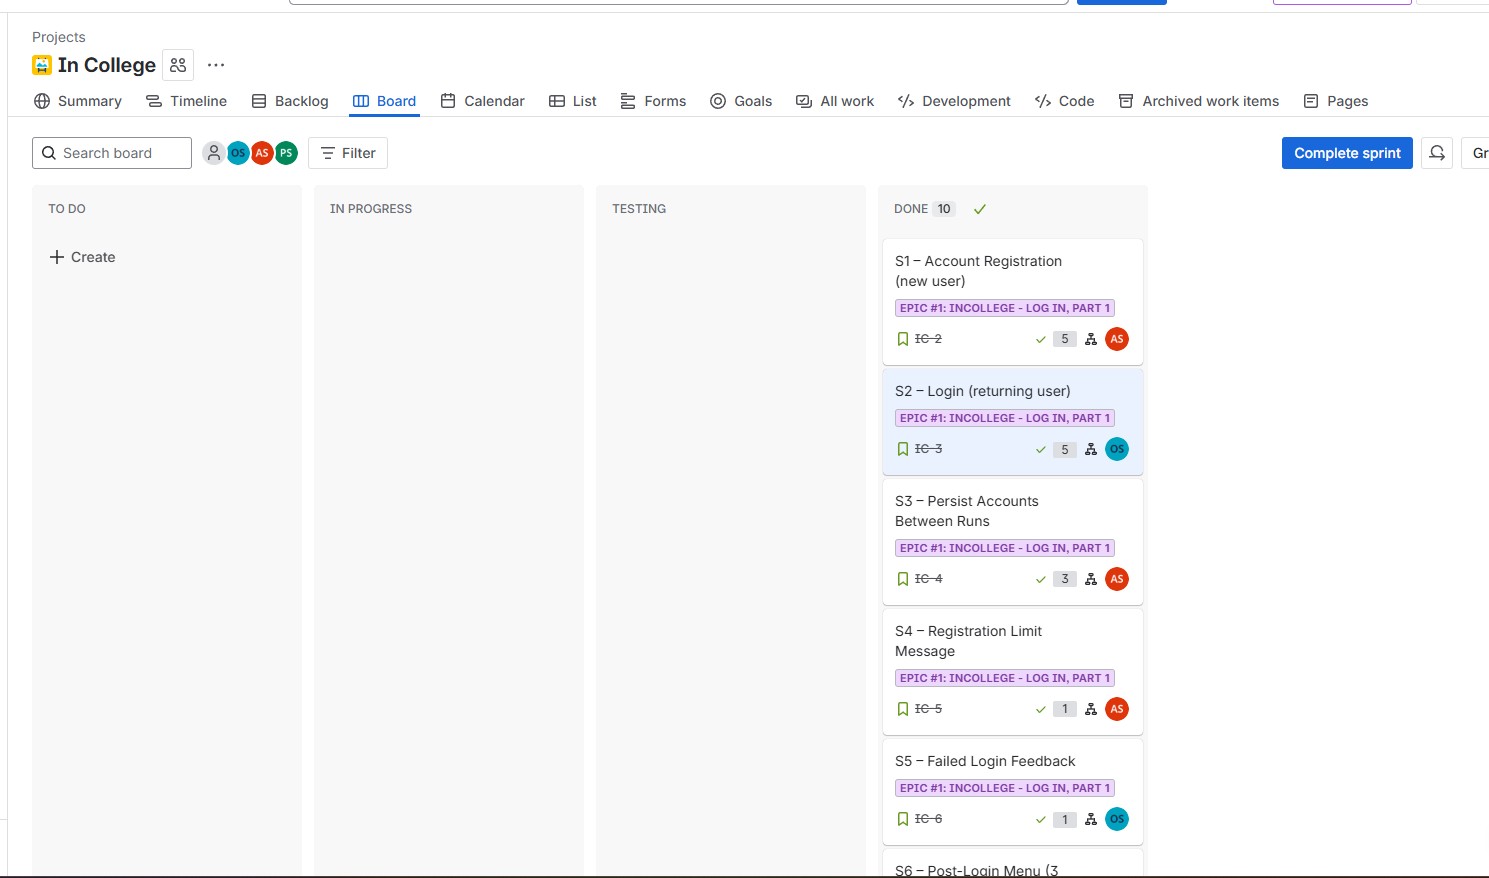 Projects
In College
Summary
Timeline
Backlog
Board
Calendar
List
Forms
Goals
All work
Development
Code
Archived work items
Pages
Search board
OS
AS
PS
Filter
Complete sprint
Gr
TO DO
Create
IN PROGRESS
TESTING
DONE 10
S1 – Account Registration
(new user)
EPIC #1: INCOLLEGE - LOG IN, PART 1
IC-2 5 AS
S2 – Login (returning user)
EPIC #1: INCOLLEGE - LOG IN, PART 1
IC-3 5 OS
S3 – Persist Accounts
Between Runs
EPIC #1: INCOLLEGE - LOG IN, PART 1
IC-4 3 AS
S4 – Registration Limit
Message
EPIC #1: INCOLLEGE - LOG IN, PART 1
IC-5 1 AS
S5 – Failed Login Feedback
EPIC #1: INCOLLEGE - LOG IN, PART 1
IC-6 1 OS
S6 – Post-Login Menu (3